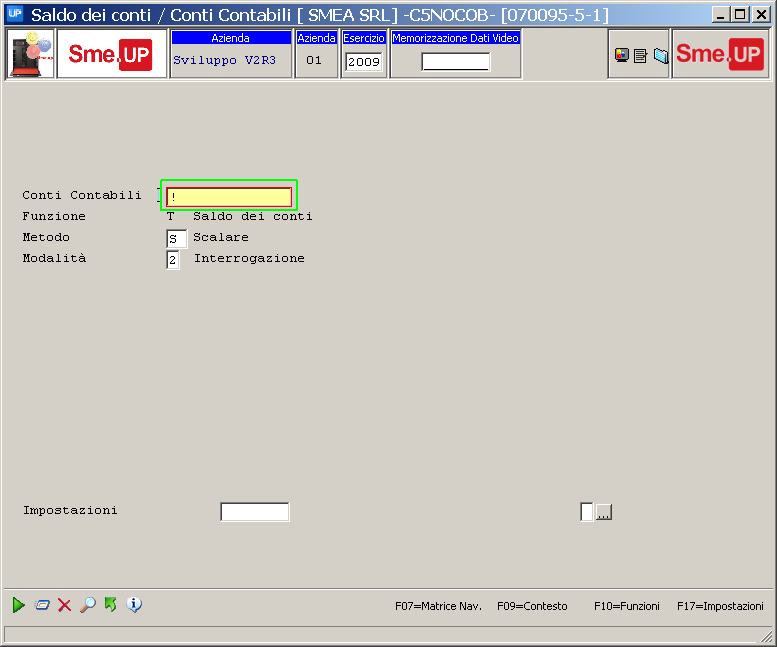 UP Saldo dei conti / Conti Contabili [ SMEA SRL] -C5NOCOB- [070095-5-1]
Sme.UP
Azienda
Sviluppo V2R3
Azienda
01
Esercizio
2009
Memorizzazione Dati Video
Sme.UP
Conti Contabili !
Funzione T Saldo dei conti
Metodo S Scalare
Modalità 2 Interrogazione
Impostazioni ...
F07=Matrice Nav. F09=Contesto F10=Funzioni F17=Impostazioni